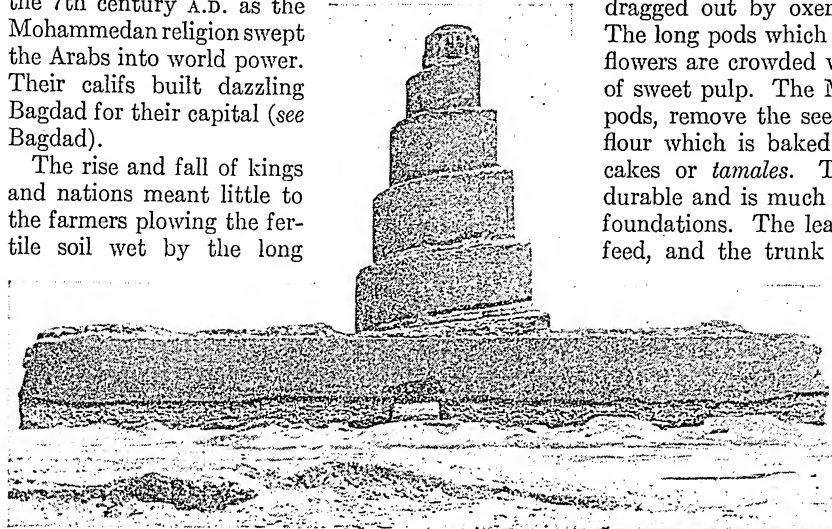 the 7th century A.D. as the
Mohammedan religion swept
the Arabs into world power.
Their califs built dazzling
Bagdad for their capital (see
Bagdad).
The rise and fall of kings
and nations meant little to
the farmers plowing the fer-
tile soil wet by the long
dragged out by oxen
The long pods which
flowers are crowded
of sweet pulp. The
pods, remove the
flour which is baked
cakes or tamales.
durable and is much
foundations. The
feed, and the trunk